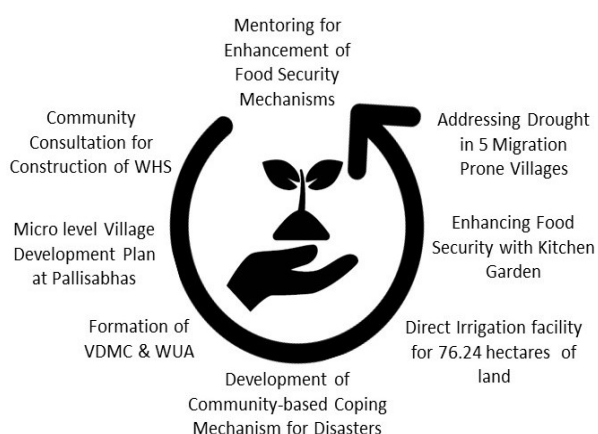 Mentoring for
Enhancement of
Food Security
Mechanisms
Community
Consultation for
Construction of WHS
Addressing Drought
in 5 Migration
Prone Villages
Micro level Village
Development Plan
at Pallisabhas
Enhancing Food
Security with Kitchen
Garden
Formation of
VDMC & WUA
Direct Irrigation facility
for 76.24 hectares of
land
Development of
Community-based Coping
Mechanism for Disasters